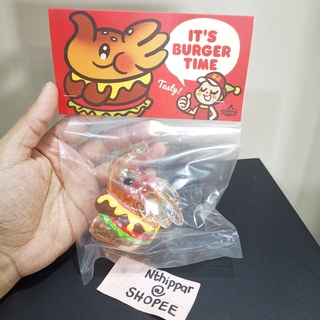 IT'S
BURGER
TIME
Tasty!
Nthippar
@
SHOPEE